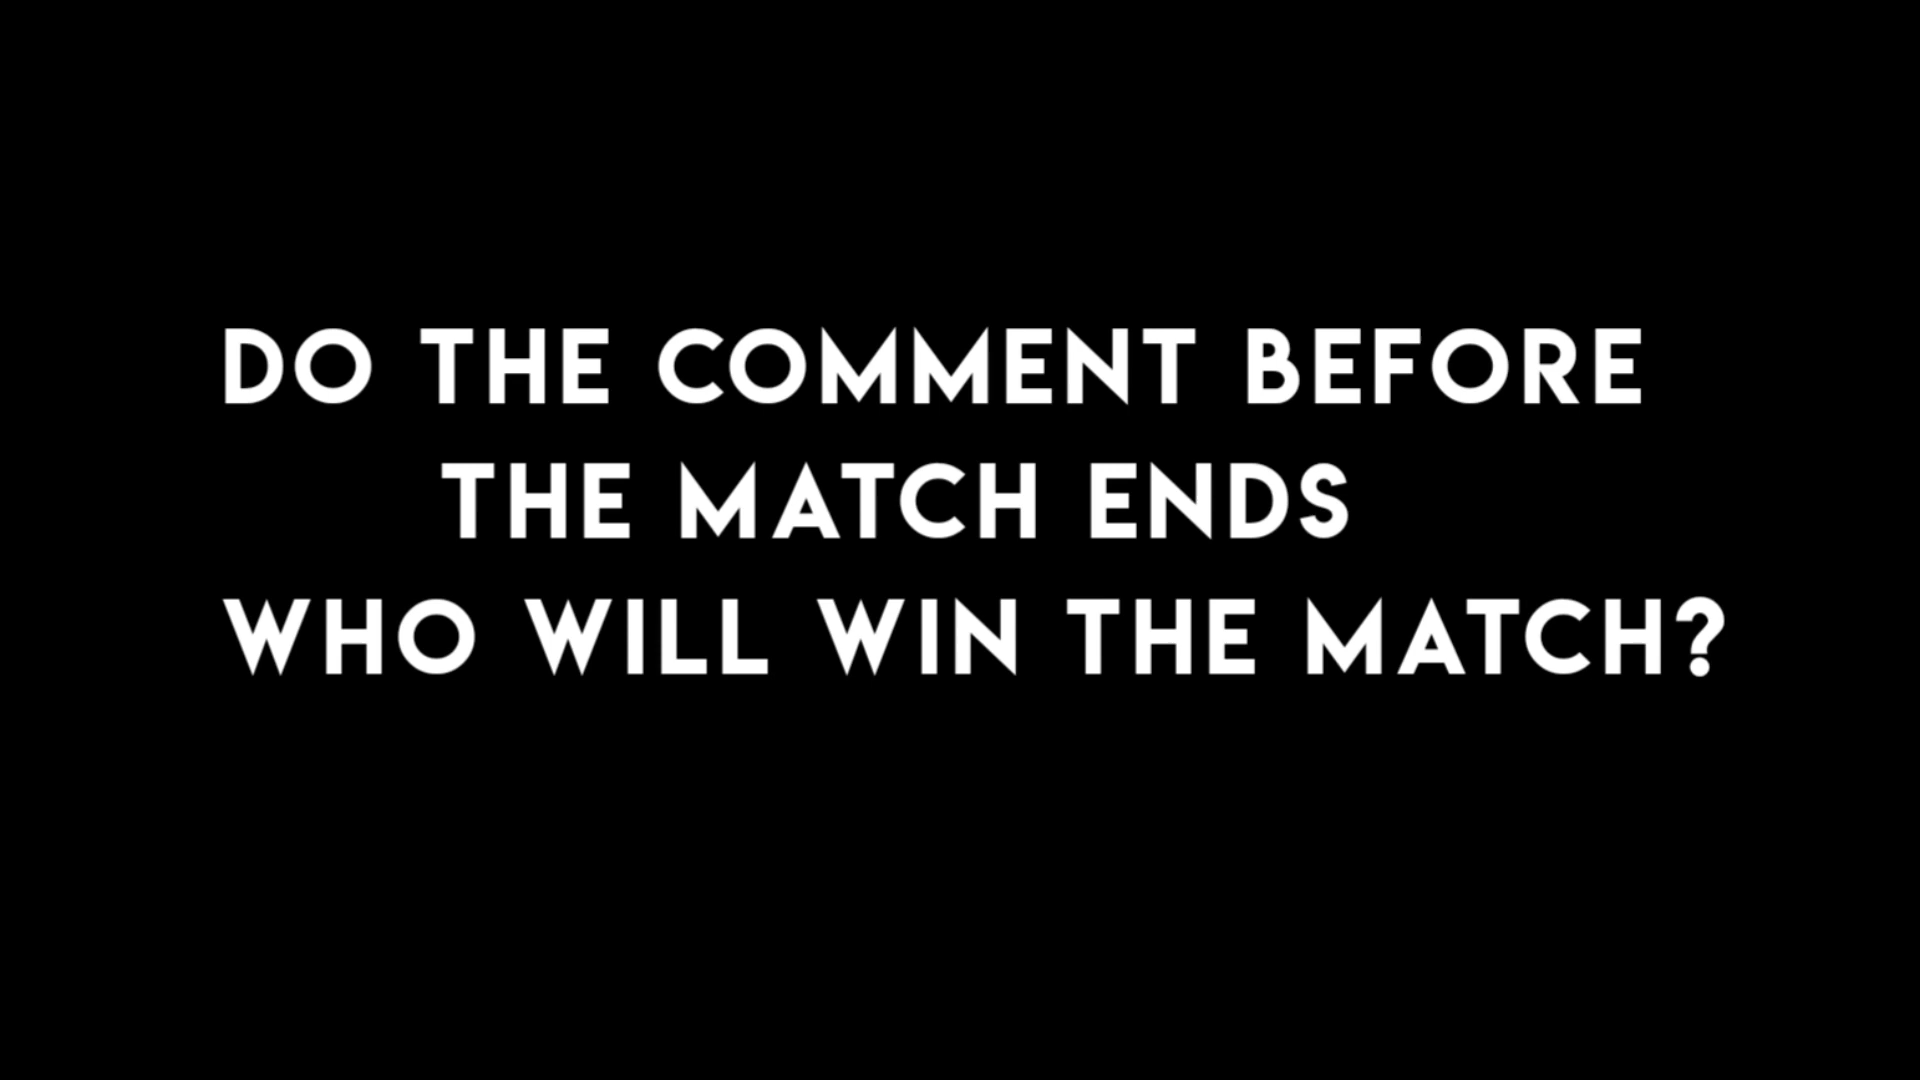 DO THE COMMENT BEFORE
THE MATCH ENDS
WHO WILL WIN THE MATCH?